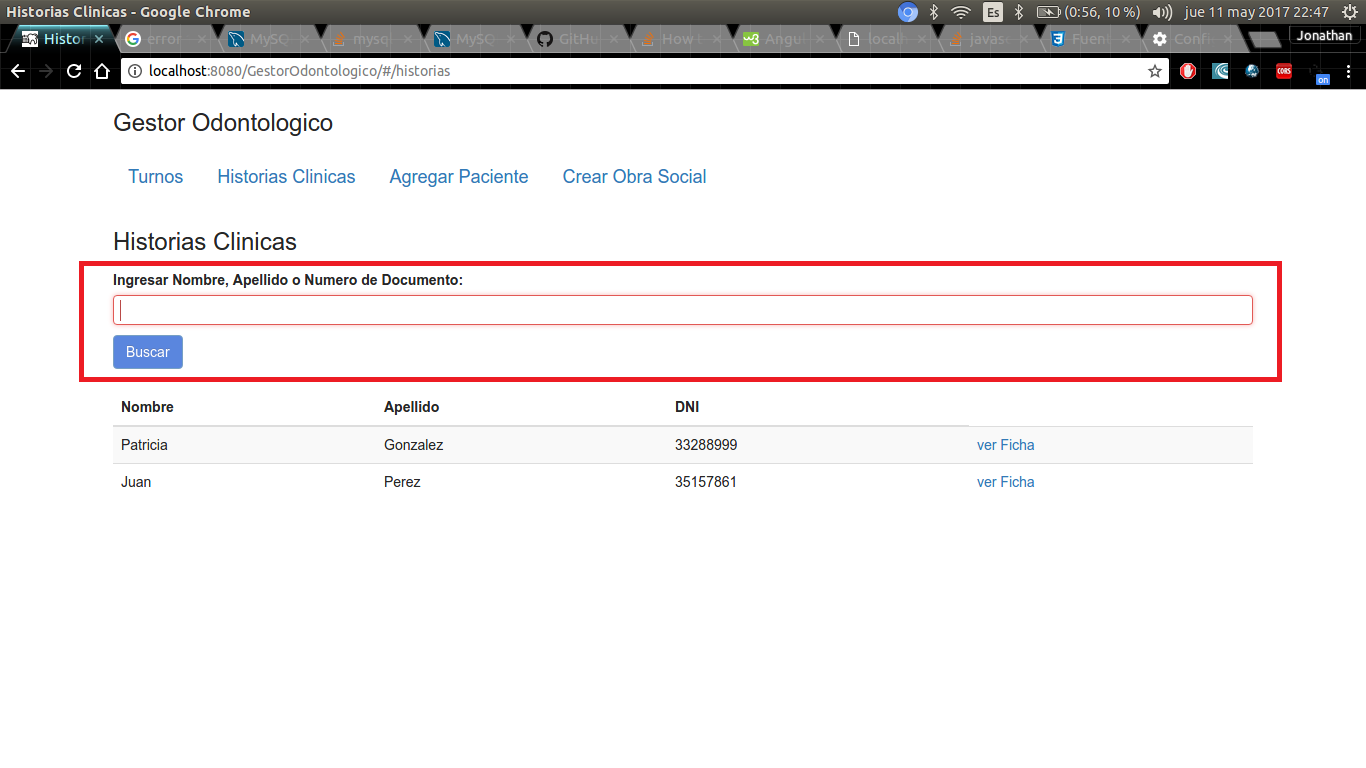 Historias Clinicas - Google Chrome
Es (0:56, 10 %) jue 11 may 2017 22:47
Histor error MySC mysq MySC GitHu How Angu locall javas Fuen Confi Jonathan
localhost:8080/GestorOdontologico/#/historias CORS on
Gestor Odontologico
Turnos Historias Clinicas Agregar Paciente Crear Obra Social
Historias Clinicas
Ingresar Nombre, Apellido o Numero de Documento:
Buscar
Nombre Apellido DNI
Patricia Gonzalez 33288999 ver Ficha
Juan Perez 35157861 ver Ficha